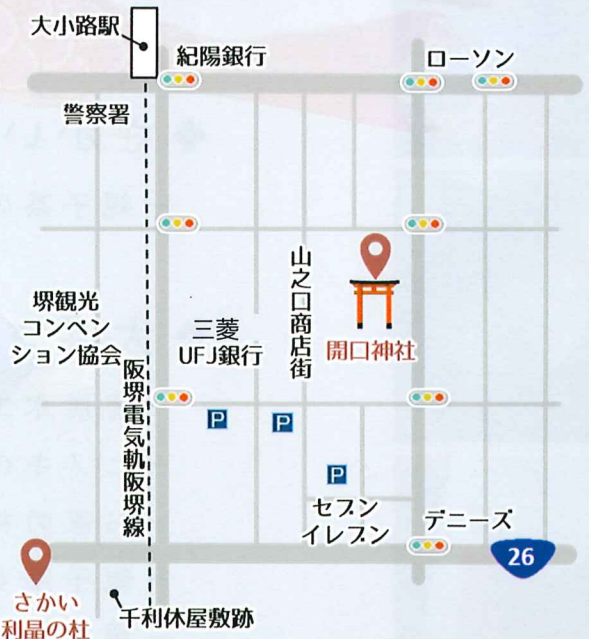 大小路駅
紀陽銀行
ローソン
警察署
堺観光
コンベン
ション協会
三菱
UFJ銀行
山之口商店街
開口神社
阪堺電気軌阪堺線
P
P
P
セブン
イレブン
デニーズ
26
さかい
利晶の杜
千利休屋敷跡